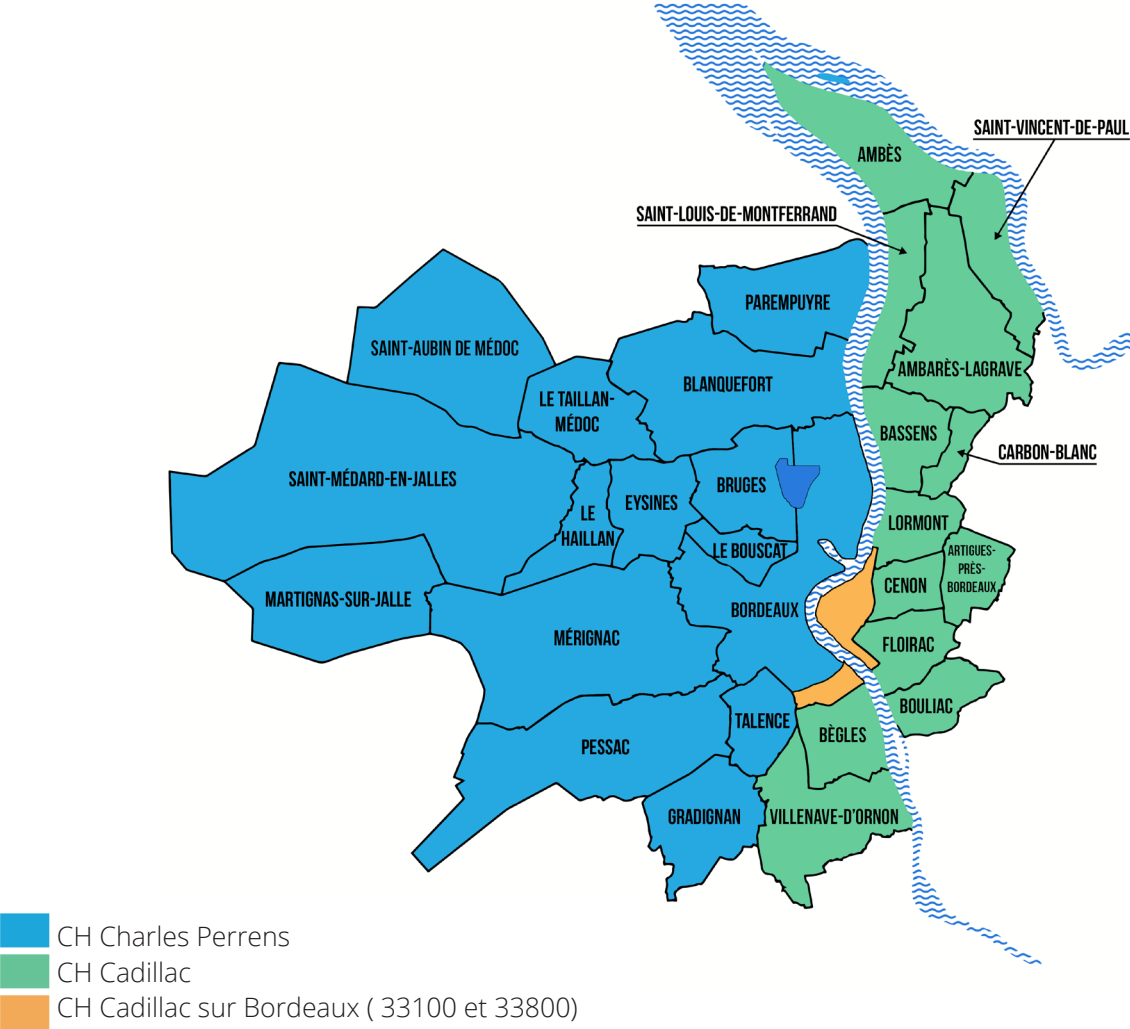 SAINT-VINCENT-DE-PAUL
AMBÈS
SAINT-LOUIS-DE-MONTFERRAND
PAREMPUYRE
SAINT-AUBIN DE MÉDOC
AMBARÈS-LAGRAVE
BLANQUEFORT
LE TAILLAN-
MÉDOC
BASSENS
CARBON-BLANC
SAINT-MÉDARD-EN-JALLES
BRUGES
EYSINES
LE
HAILLAN
LORMONT
LE BOUSCAT
ARTIGUES-
PRÈS-
BORDEAUX
CENON
MARTIGNAS-SUR-JALLE
BORDEAUX
MÉRIGNAC
FLOIRAC
BOULIAC
TALENCE
BÈGLES
PESSAC
GRADIGNAN
VILLENAVE-D'ORNON
CH Charles Perrens
CH Cadillac
CH Cadillac sur Bordeaux ( 33100 et 33800)